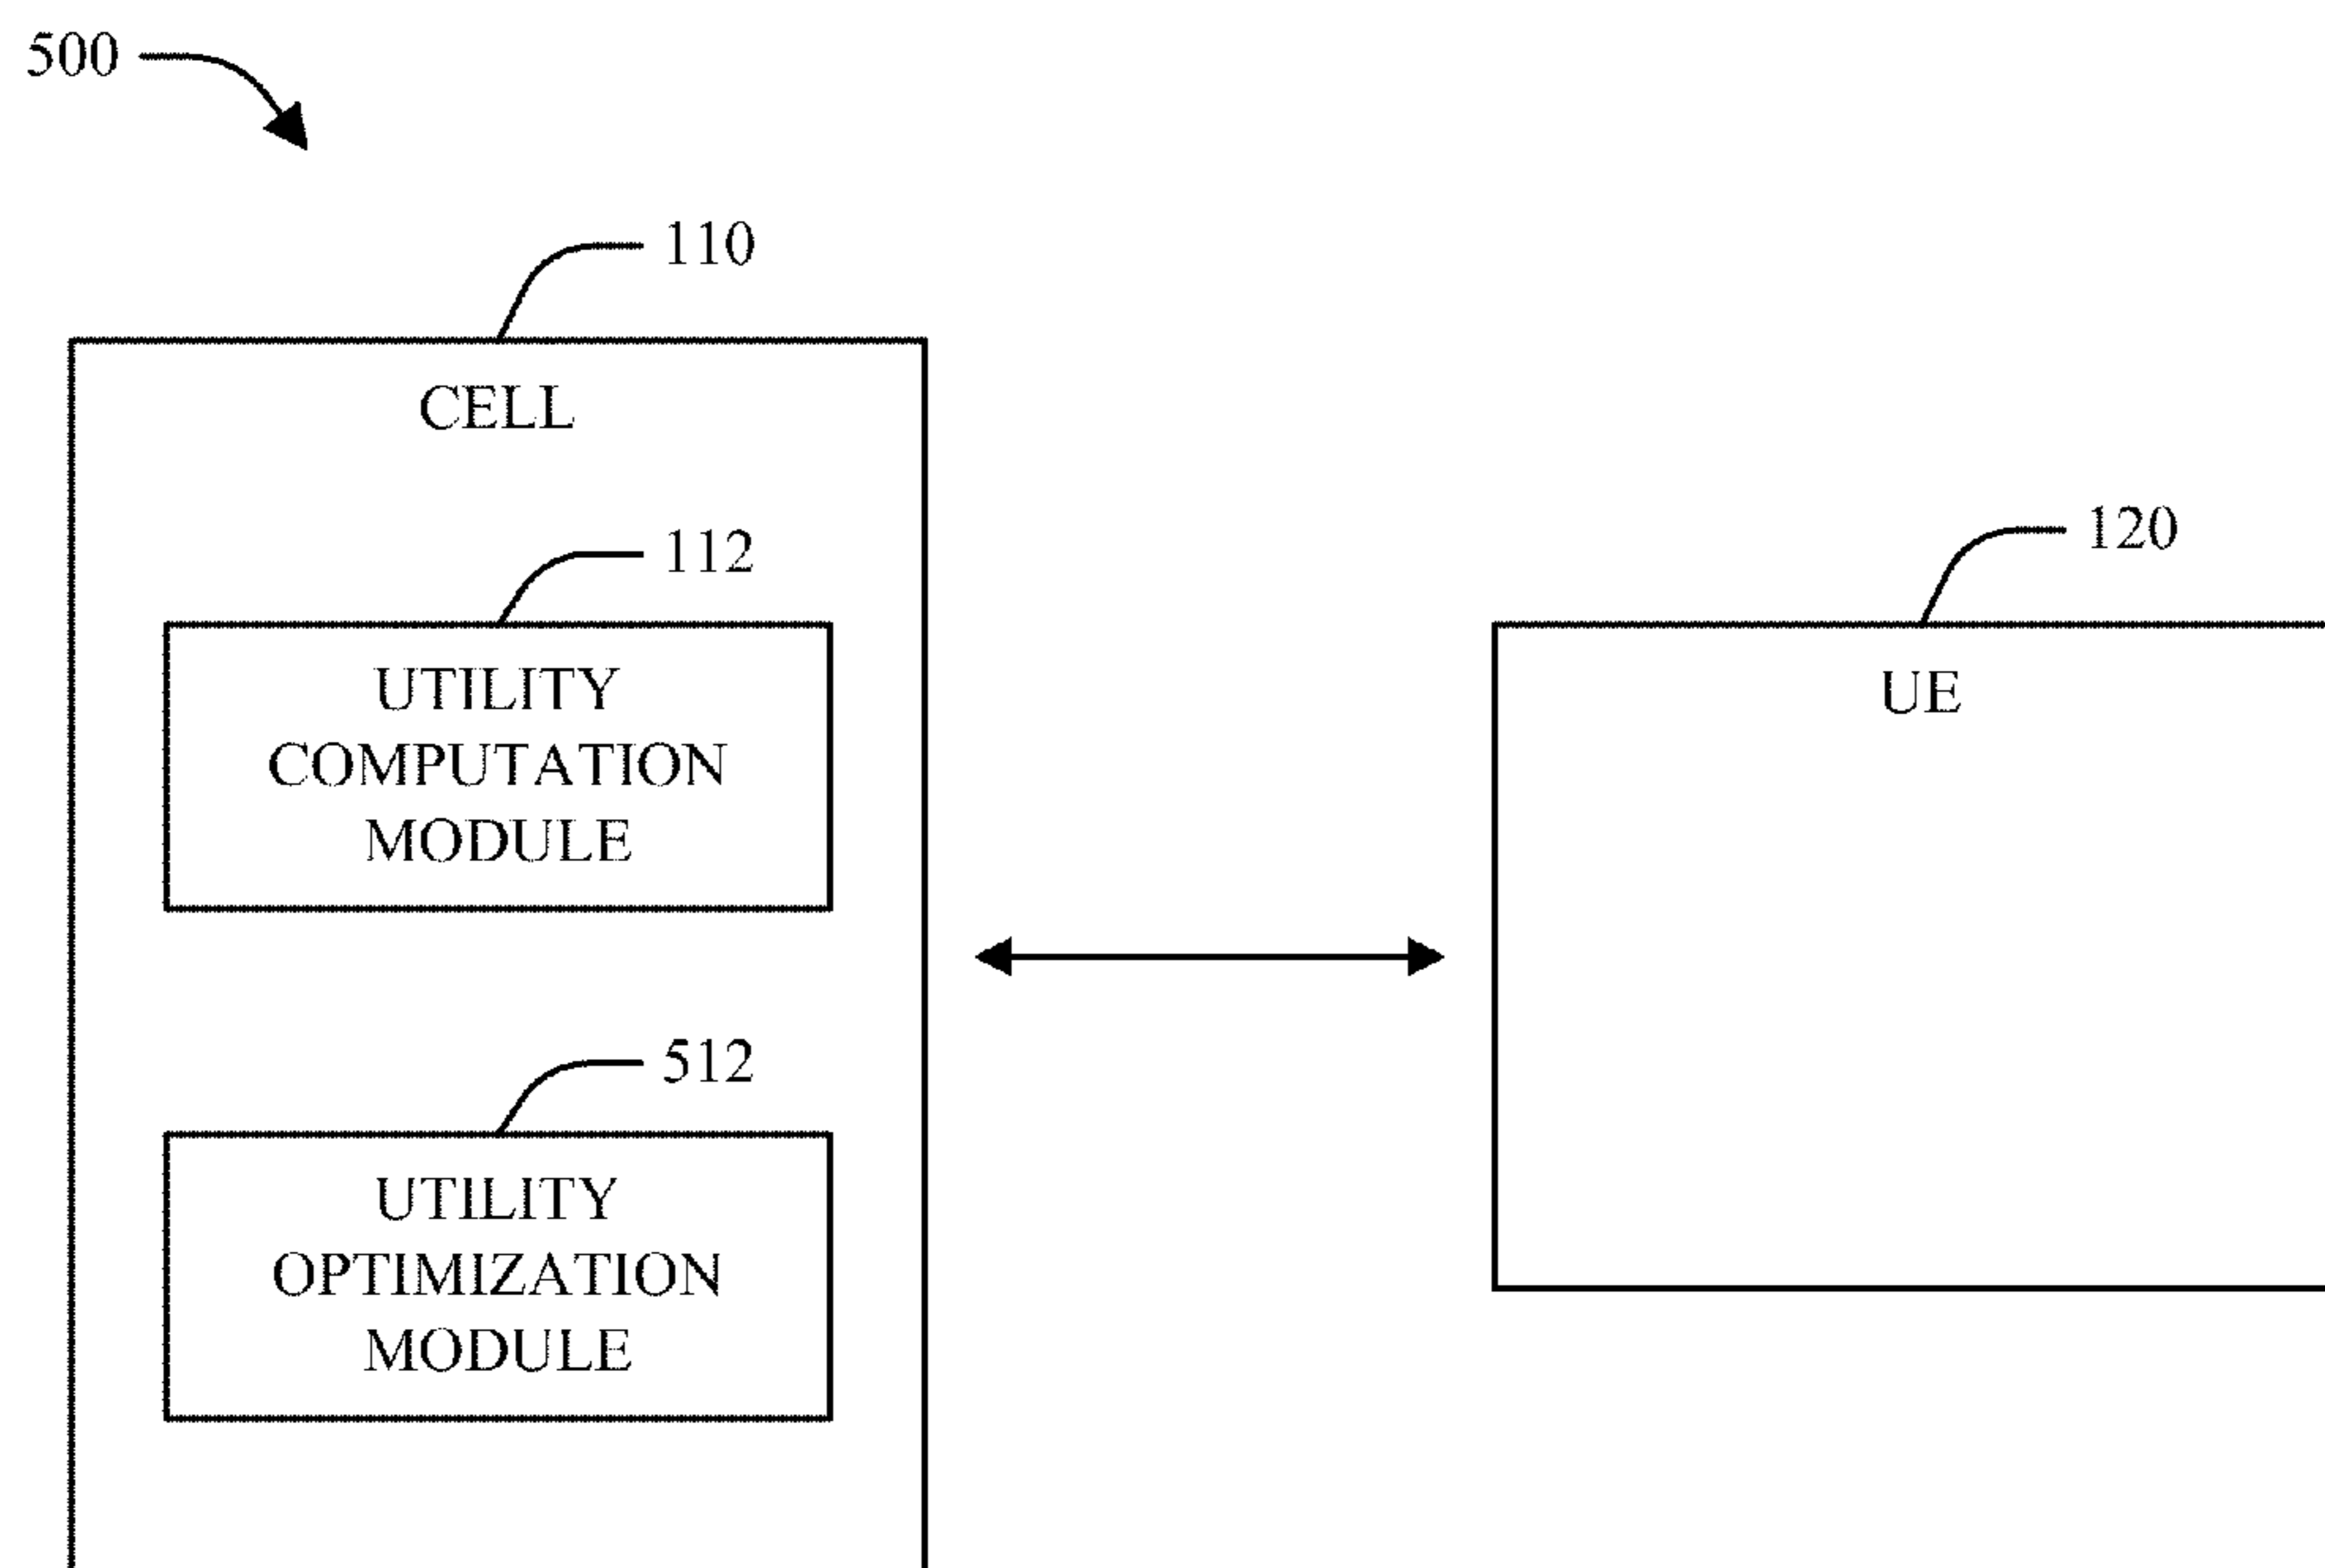 500
110
CELL
112
UTILITY
COMPUTATION
MODULE
512
UTILITY
OPTIMIZATION
MODULE
120
UE